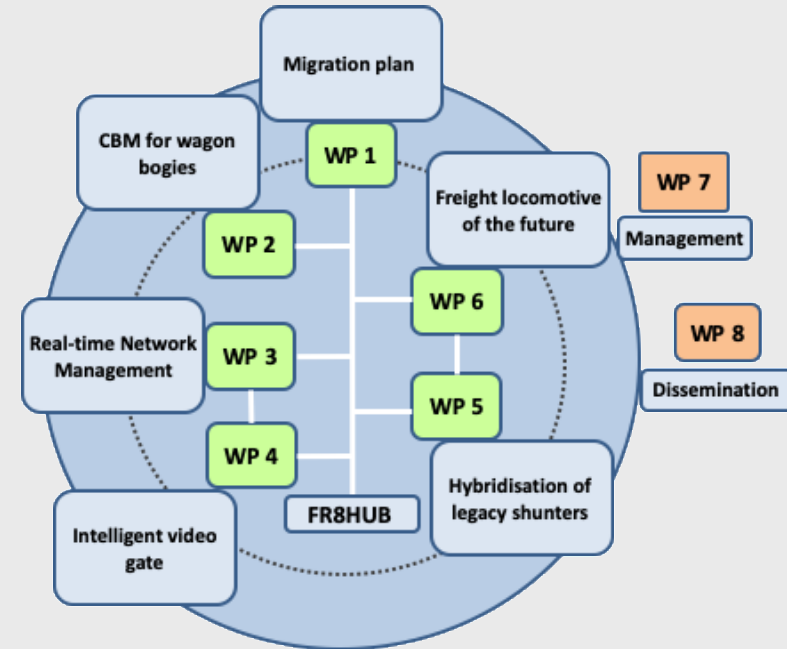 Migration plan
WP 1
CBM for wagon
bogies
WP 2
Freight locomotive
of the future
WP 7
Management
WP 6
WP 8
Dissemination
Real-time Network
Management
WP 3
WP 5
WP 4
Hybridisation of
legacy shunters
FR8HUB
Intelligent video
gate